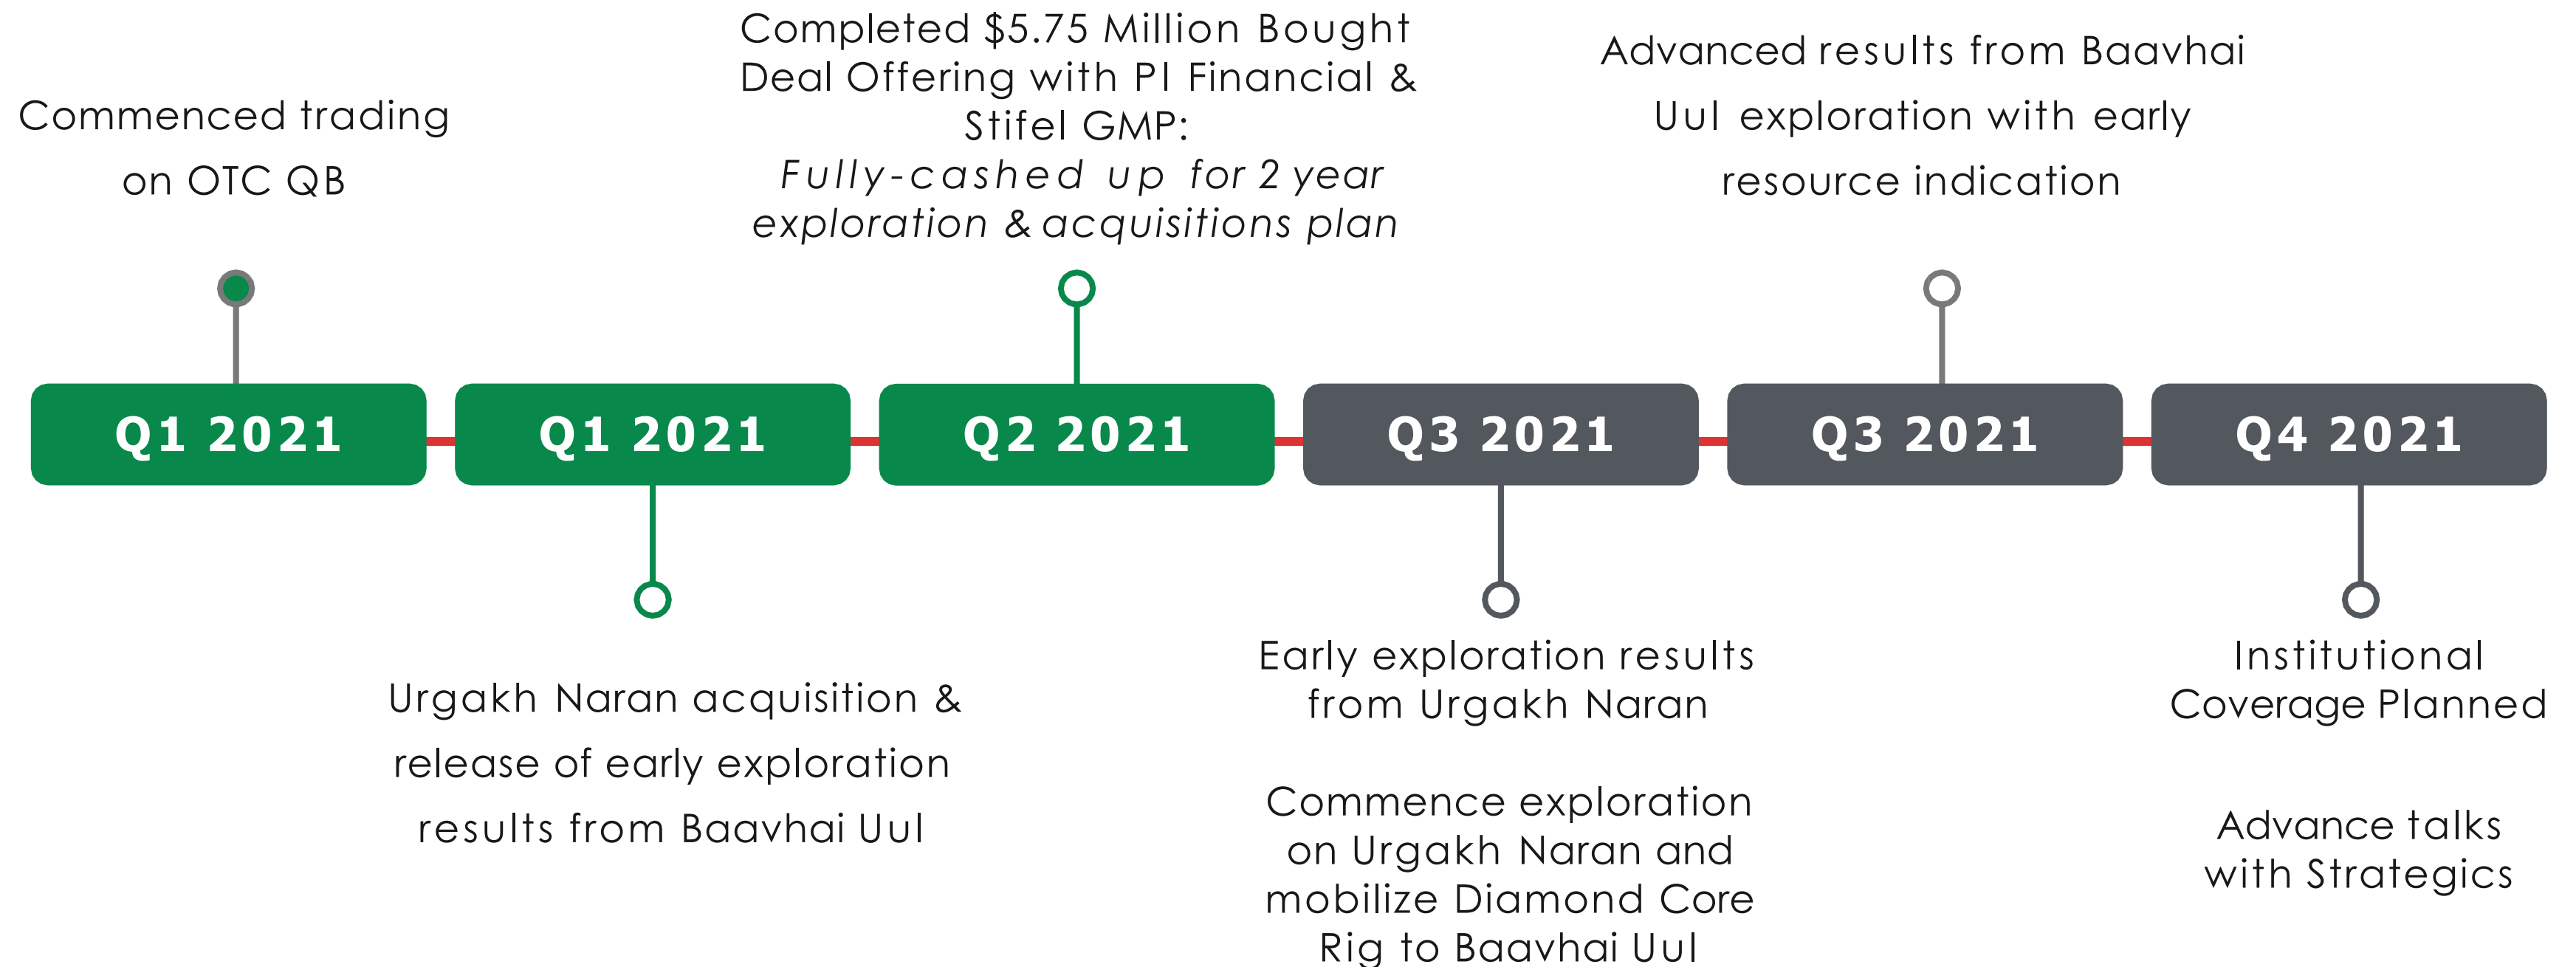 Commenced trading
on OTC QB
Completed $5.75 Million Bought
Deal Offering with PI Financial &
Stifel GMP:
Fully-cashed up for 2 year
exploration & acquisitions plan
Advanced results from Baavhai
Uul exploration with early
resource indication
Q1 2021
Q1 2021
Q2 2021
Q3 2021
Q3 2021
Q4 2021
Urgakh Naran acquisition &
release of early exploration
results from Baavhai Uul
Early exploration results
from Urgakh Naran
Commence exploration
on Urgakh Naran and
mobilize Diamond Core
Rig to Baavhai Uul
Institutional
Coverage Planned
Advance talks
with Strategics